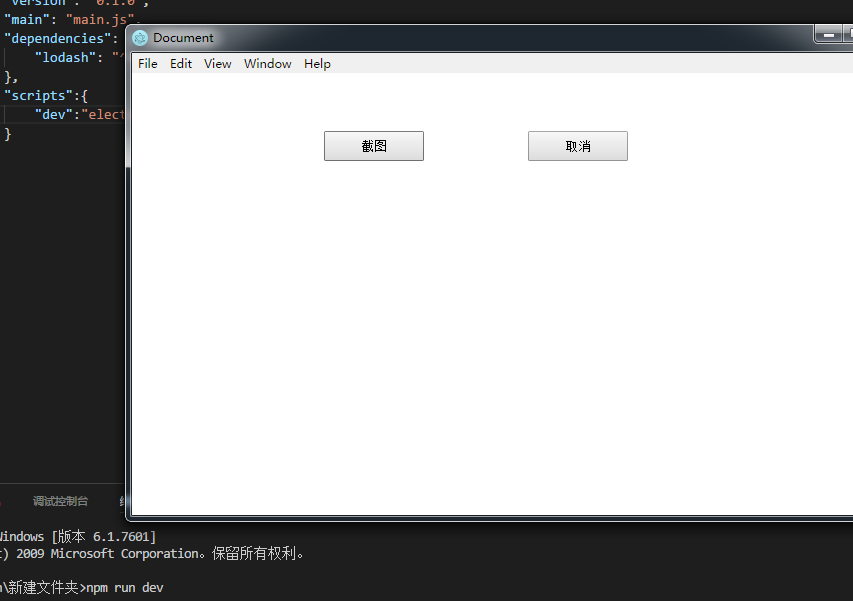 "version": "0.1.0",
"main": "main.js",
"dependencies":
"lodash": "
},
"scripts":{
"dev":"elect
}
Document
File Edit View Window Help
截图 取消
调试控制台
Windows [版本 6.1.7601]
) 2009 Microsoft Corporation。保留所有权利。
\新建文件夹>npm run dev